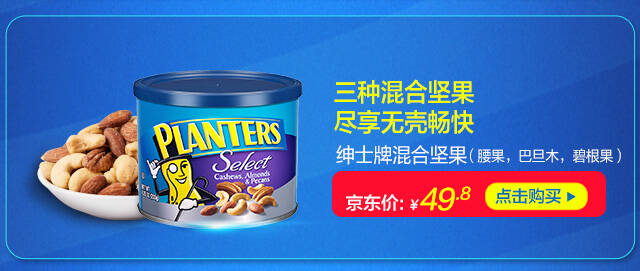 三种混合坚果
尽享无壳畅快
绅士牌混合坚果(腰果，巴旦木，碧根果)
京东价: ¥49.8 点击购买
PLANTERS
Select
Cashews, Almonds
& Pecans